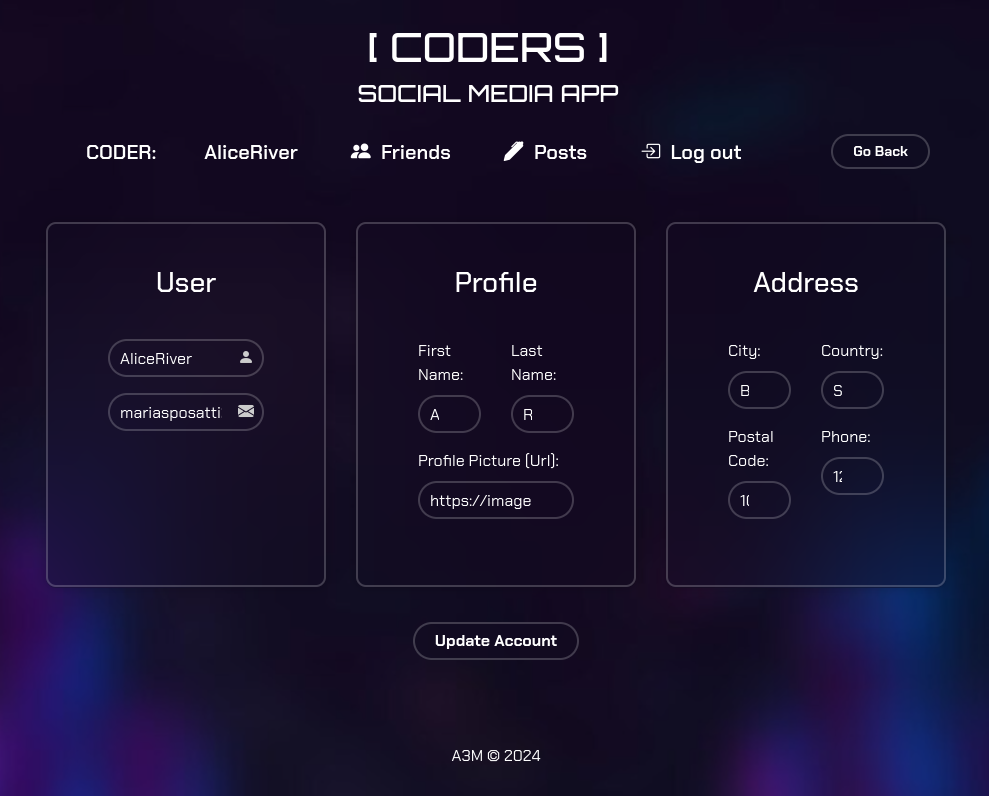 [ CODERS ]
SOCIAL MEDIA APP
CODER: AliceRiver Friends Posts Log out Go Back
User
AliceRiver
mariasposatti
Profile
First Name:
Last Name:
A
R
Profile Picture (Url):
https://image
Address
City:
Country:
B
S
Postal Code:
Phone:
12
10
Update Account
A3M © 2024